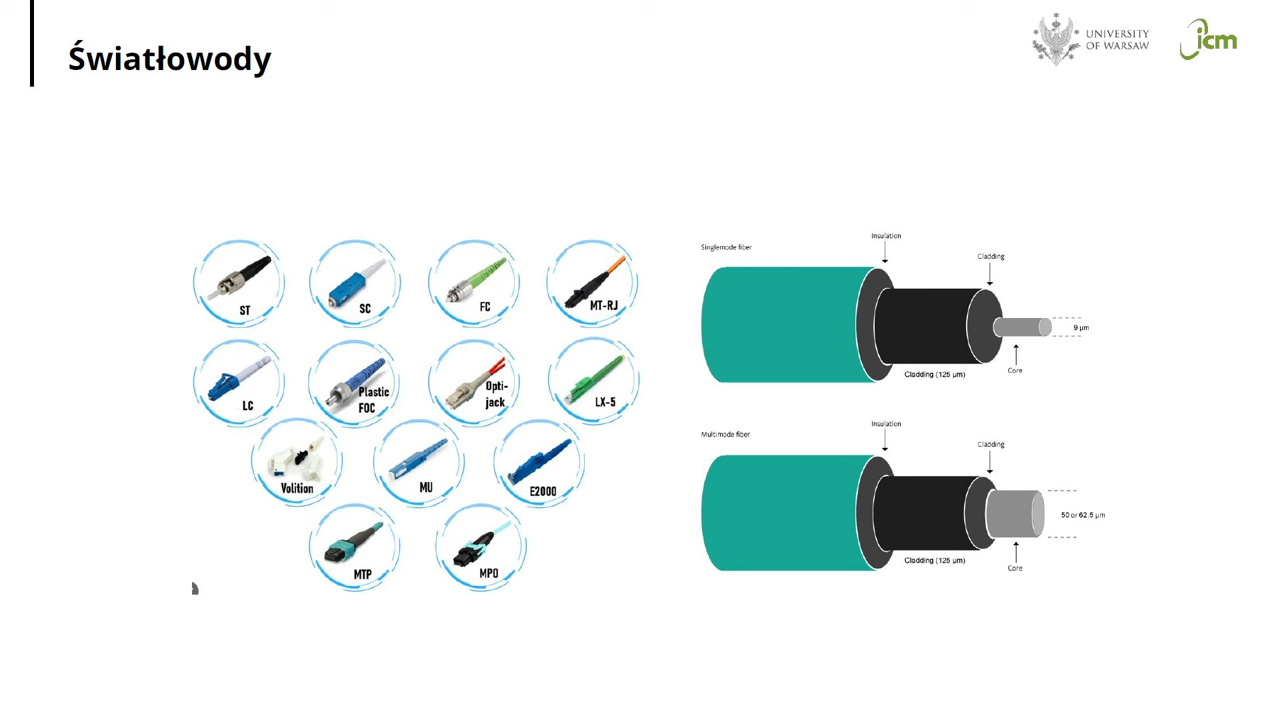 Światłowody
UNIVERSITY
OF WARSAW
icm
ST
SC
FC
MT-RJ
LC
Plastic
FOC
Opti-
jack
LX-5
Volition
MU
E2000
MTP
MPO
Singlemode fiber
Insulation
Cladding
9 μm
Core
Cladding (125 μm)
Multimode fiber
Insulation
Cladding
50 or 62.5 μm
Core
Cladding (125 μm)